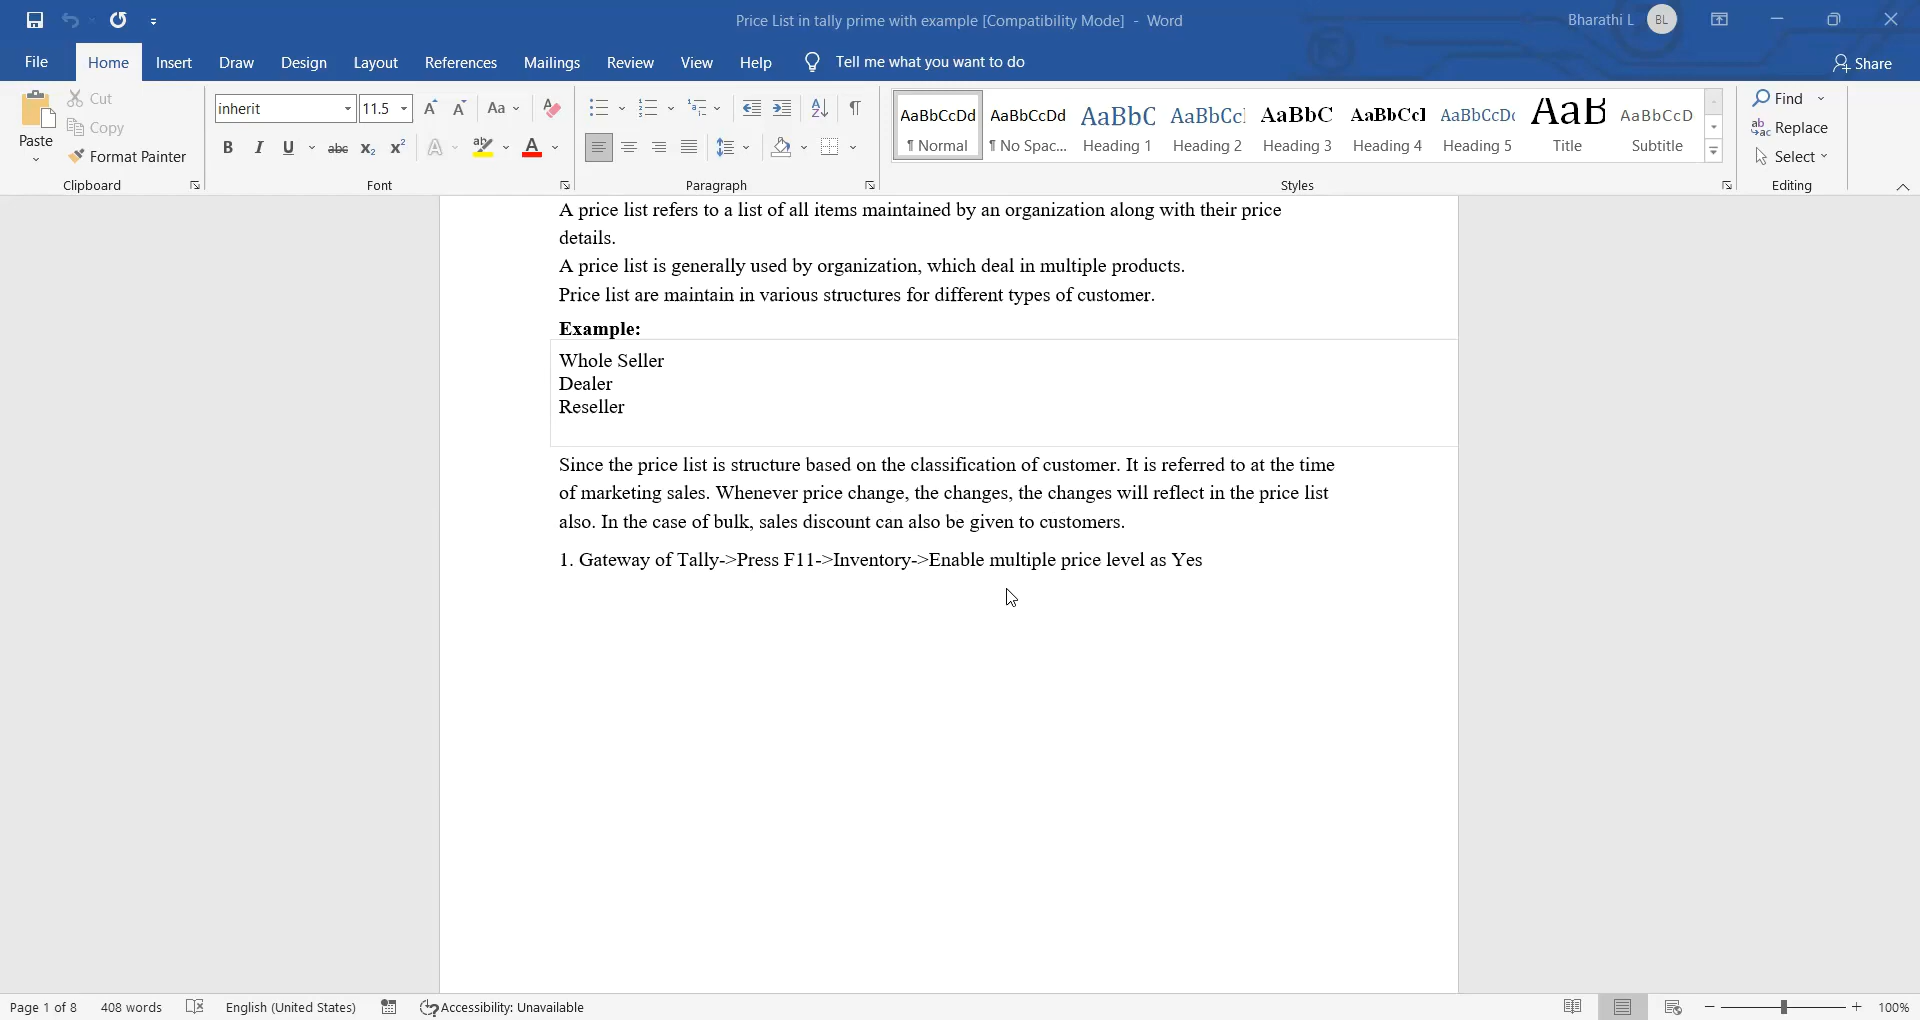 Price List in tally prime with example [Compatibility Mode] - Word
Bharathi L
BL
File
Home
Insert
Draw
Design
Layout
References
Mailings
Review
View
Help
Tell me what you want to do
Share
Paste
Cut
Copy
Format Painter
Clipboard
inherit
11.5
Aa
B I U abc x₂ x² A A
Font
Paragraph
AaBbCcDd AaBbCcDd AaBbC AaBbCc AaBbC AaBbCcI AaBbCcDc AaB AaBbCcD
¶ Normal ¶ No Spac... Heading 1 Heading 2 Heading 3 Heading 4 Heading 5 Title Subtitle
Styles
Find
Replace
Select
Editing
A price list refers to a list of all items maintained by an organization along with their price
details.
A price list is generally used by organization, which deal in multiple products.
Price list are maintain in various structures for different types of customer.
Example:
Whole Seller
Dealer
Reseller
Since the price list is structure based on the classification of customer. It is referred to at the time
of marketing sales. Whenever price change, the changes, the changes will reflect in the price list
also. In the case of bulk, sales discount can also be given to customers.
1. Gateway of Tally->Press F11->Inventory->Enable multiple price level as Yes
Page 1 of 8
408 words
English (United States)
Accessibility: Unavailable
100%